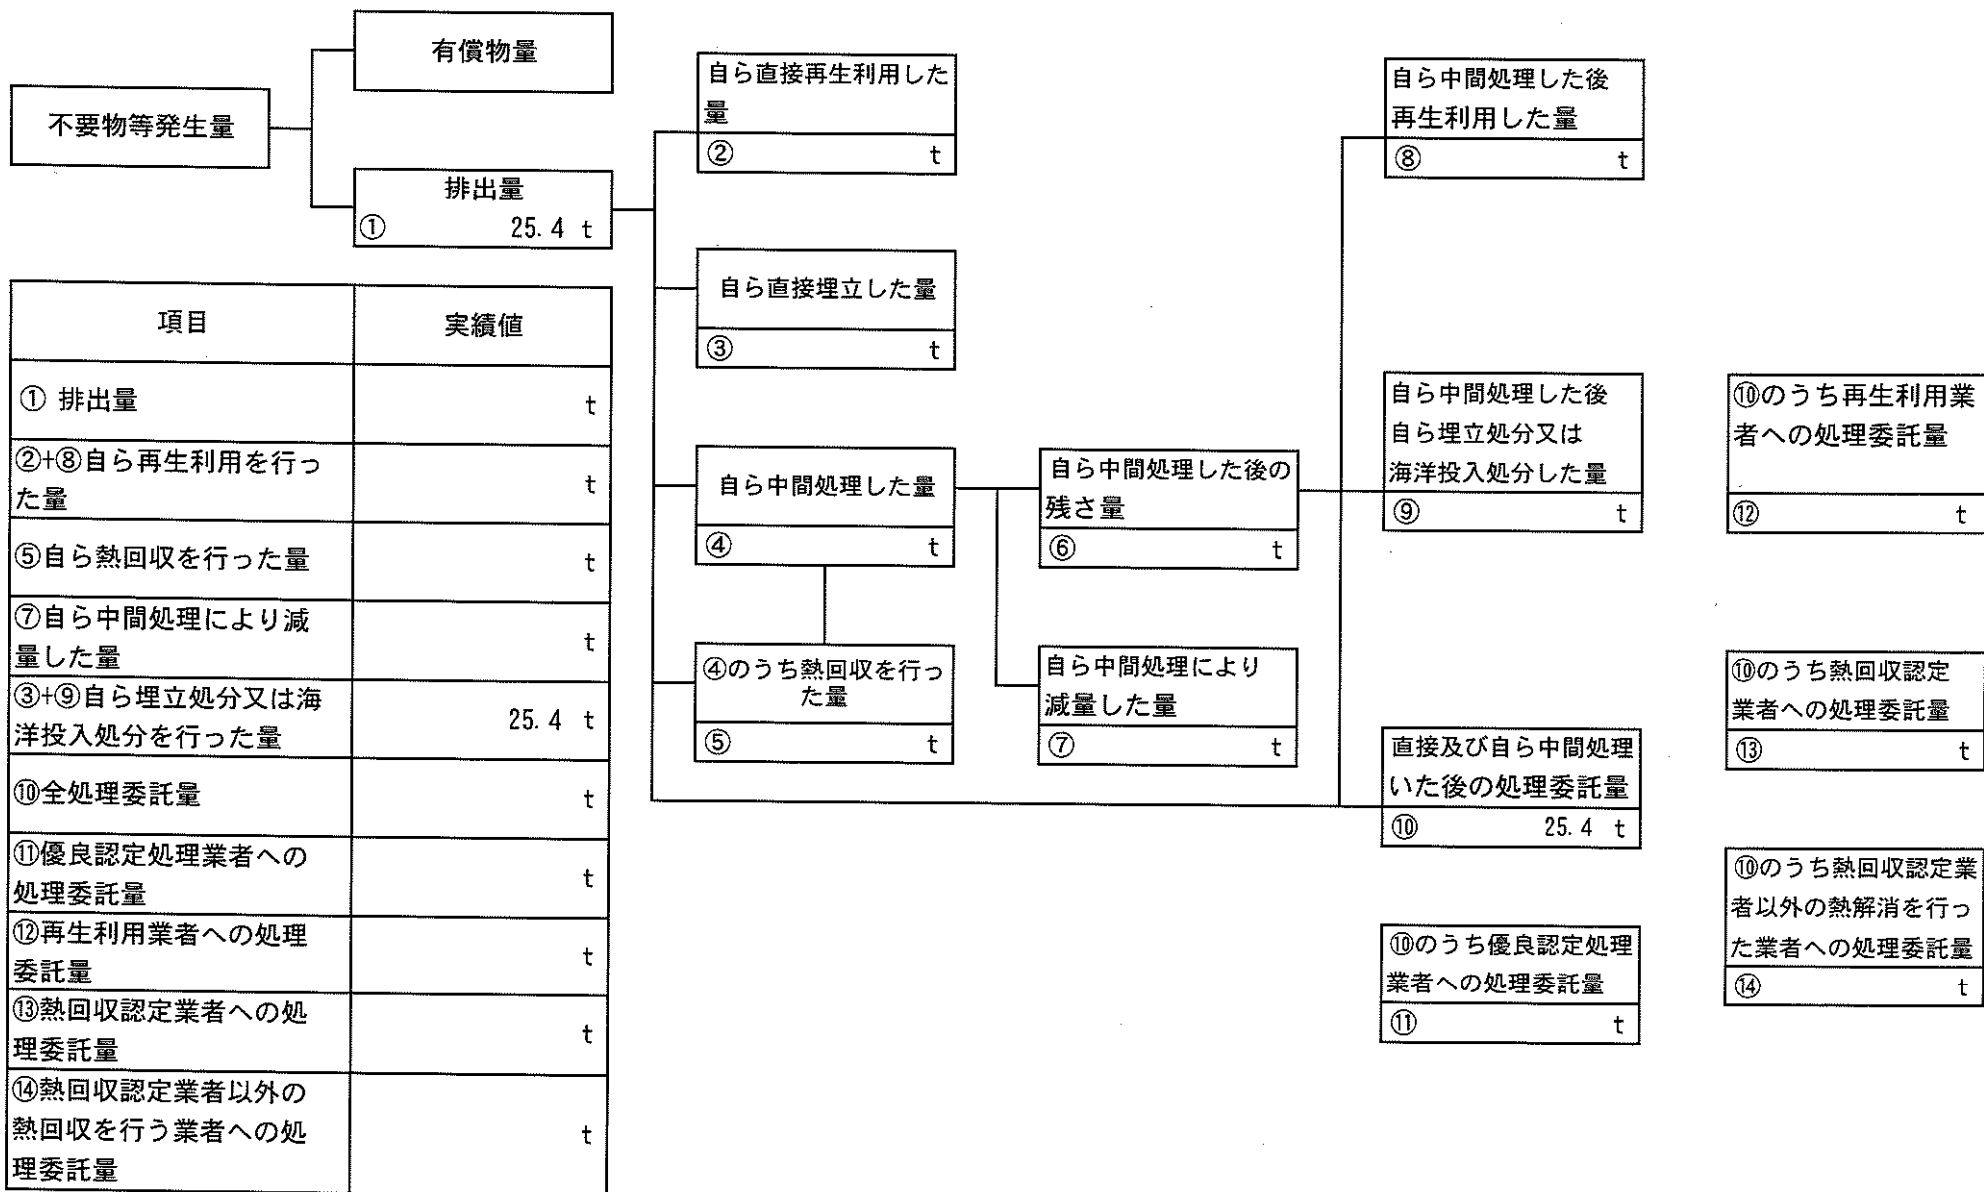 有償物量
不要物等発生量
排出量
① 25.4 t
自ら直接再生利用した
量
② t
自ら直接埋立した量
③ t
自ら中間処理した量
④ t
④のうち熱回収を行っ
た量
⑤ t
自ら中間処理した後の
残さ量
⑥ t
自ら中間処理により
減量した量
⑦ t
自ら中間処理した後
再生利用した量
⑧ t
自ら中間処理した後
自ら埋立処分又は
海洋投入処分した量
⑨ t
直接及び自ら中間処理
いた後の処理委託量
⑩ 25.4 t
⑩のうち優良認定処理
業者への処理委託量
⑪ t
⑩のうち再生利用業
者への処理委託量
⑫ t
⑩のうち熱回収認定
業者への処理委託量
⑬ t
⑩のうち熱回収認定業
者以外の熱解消を行っ
た業者への処理委託量
⑭ t
項目 実績値
① 排出量 t
②+⑧自ら再生利用を行っ
た量 t
⑤自ら熱回収を行った量 t
⑦自ら中間処理により減
量した量 t
③+⑨自ら埋立処分又は海
洋投入処分を行った量 25.4 t
⑩全処理委託量 t
⑪優良認定処理業者への
処理委託量 t
⑫再生利用業者への処理
委託量 t
⑬熱回収認定業者への処
理委託量 t
⑭熱回収認定業者以外の
熱回収を行う業者への処
理委託量 t